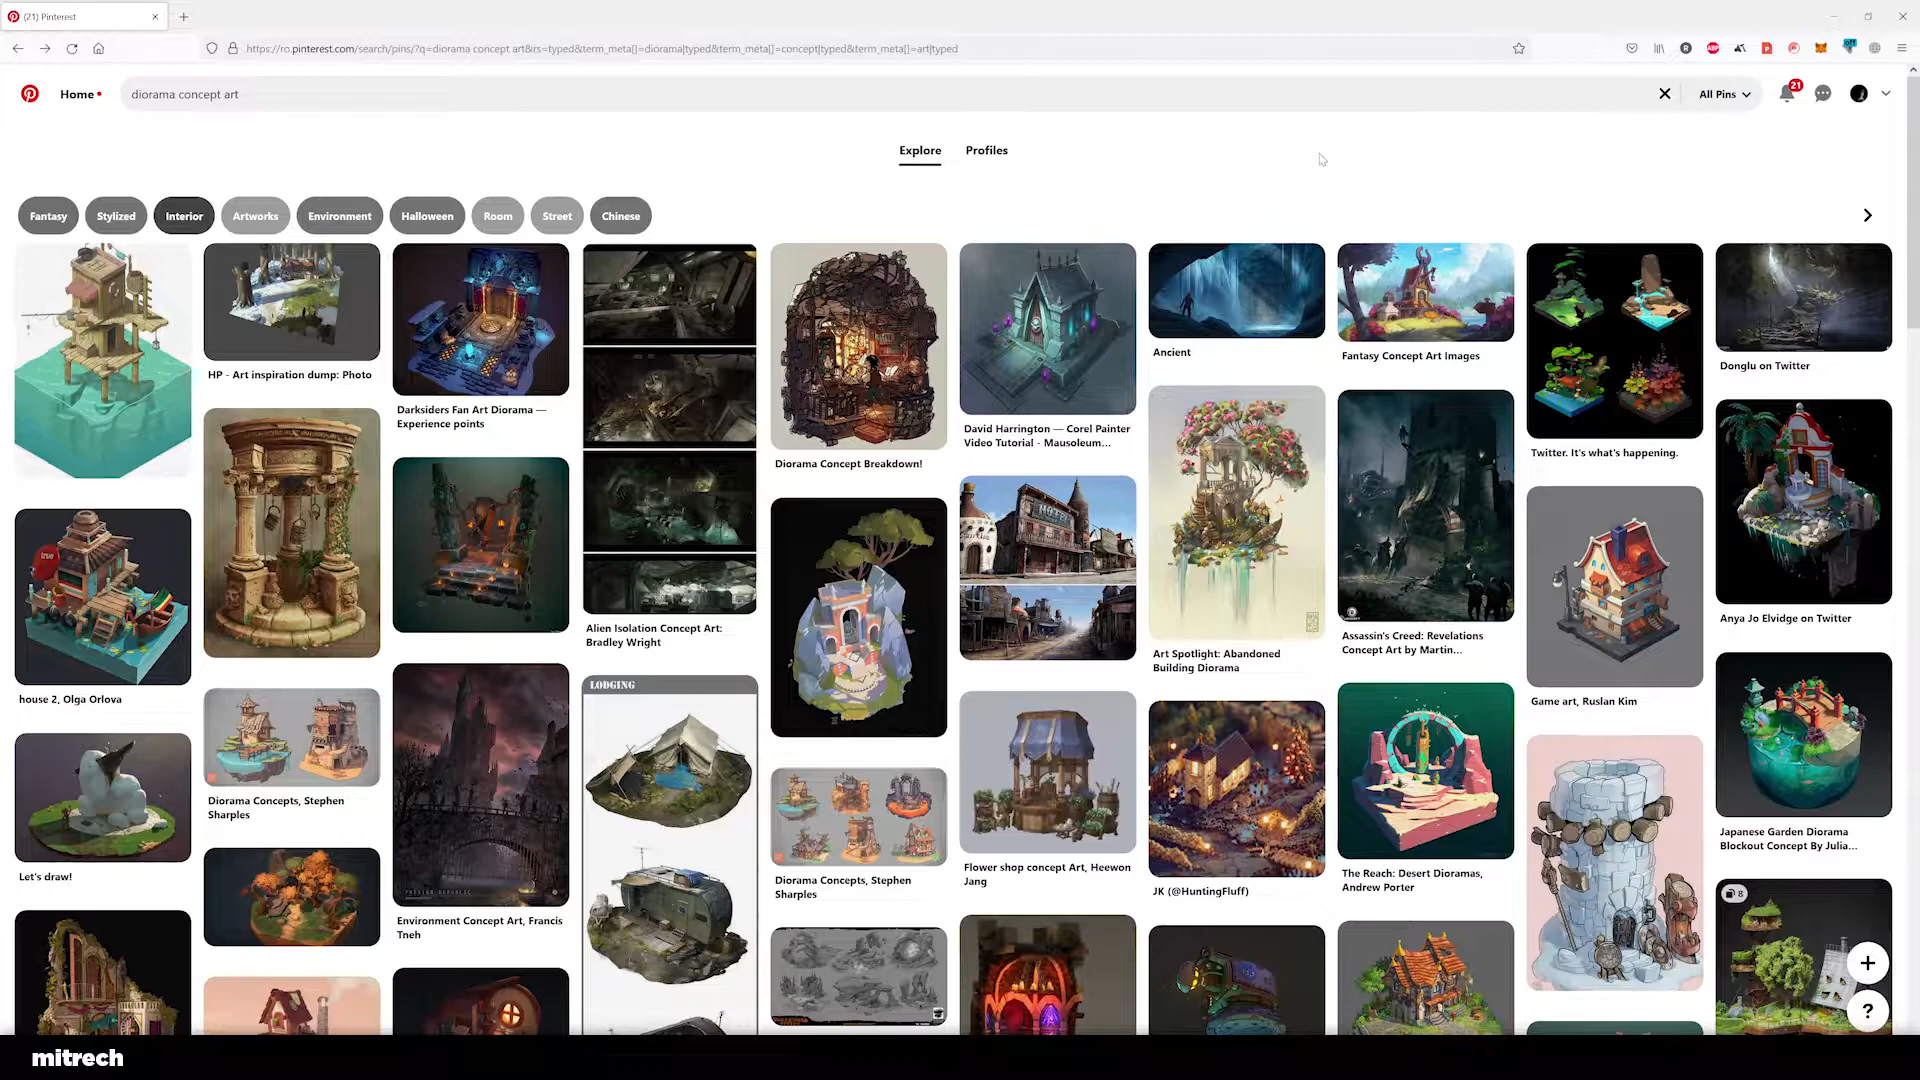 (21) Pinterest
https://ro.pinterest.com/search/pins/?q=diorama concept art&rs=typed&term_meta[]=diorama|typed&term_meta[]=concept|typed&term_meta[]=art|typed
Home
diorama concept art
All Pins
21
Explore
Profiles
Fantasy
Stylized
Interior
Artworks
Environment
Halloween
Room
Street
Chinese
HP - Art inspiration dump: Photo
Darksiders Fan Art Diorama —
Experience points
Alien Isolation Concept Art:
Bradley Wright
Diorama Concept Breakdown!
David Harrington — Corel Painter
Video Tutorial - Mausoleum...
Ancient
Fantasy Concept Art Images
Twitter. It's what's happening.
Donglu on Twitter
HOTEL
Art Spotlight: Abandoned
Building Diorama
Assassin's Creed: Revelations
Concept Art by Martin...
Game art, Ruslan Kim
Anya Jo Elvidge on Twitter
house 2, Olga Orlova
Diorama Concepts, Stephen
Sharples
Environment Concept Art, Francis
Tneh
LODGING
Diorama Concepts, Stephen
Sharples
Flower shop concept Art, Heewon
Jang
JK (@HuntingFluff)
The Reach: Desert Dioramas,
Andrew Porter
Japanese Garden Diorama
Blockout Concept By Julia...
Let's draw!
8
+
?
mitrech